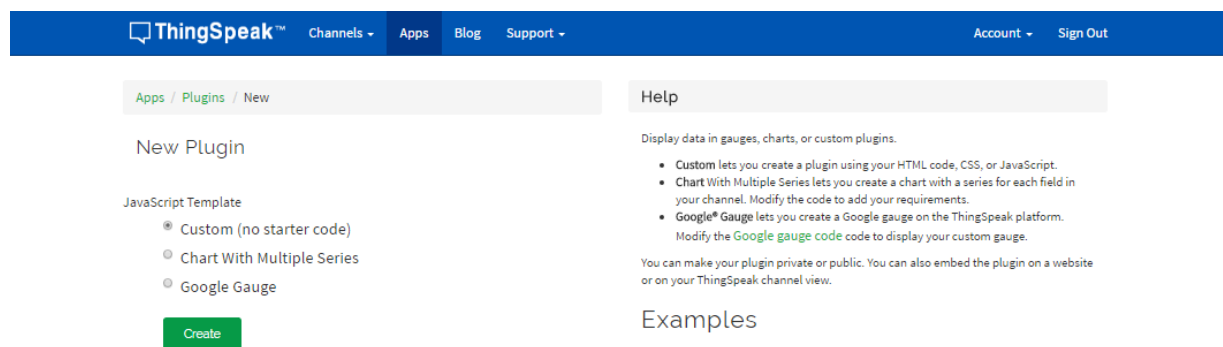 ThingSpeak™ Channels Apps Blog Support Account Sign Out
Apps / Plugins / New
New Plugin
JavaScript Template
Custom (no starter code)
Chart With Multiple Series
Google Gauge
Create
Help
Display data in gauges, charts, or custom plugins.
• Custom lets you create a plugin using your HTML code, CSS, or JavaScript.
• Chart With Multiple Series lets you create a chart with a series for each field in
your channel. Modify the code to add your requirements.
• Google® Gauge lets you create a Google gauge on the ThingSpeak platform.
Modify the Google gauge code code to display your custom gauge.
You can make your plugin private or public. You can also embed the plugin on a website
or on your ThingSpeak channel view.
Examples